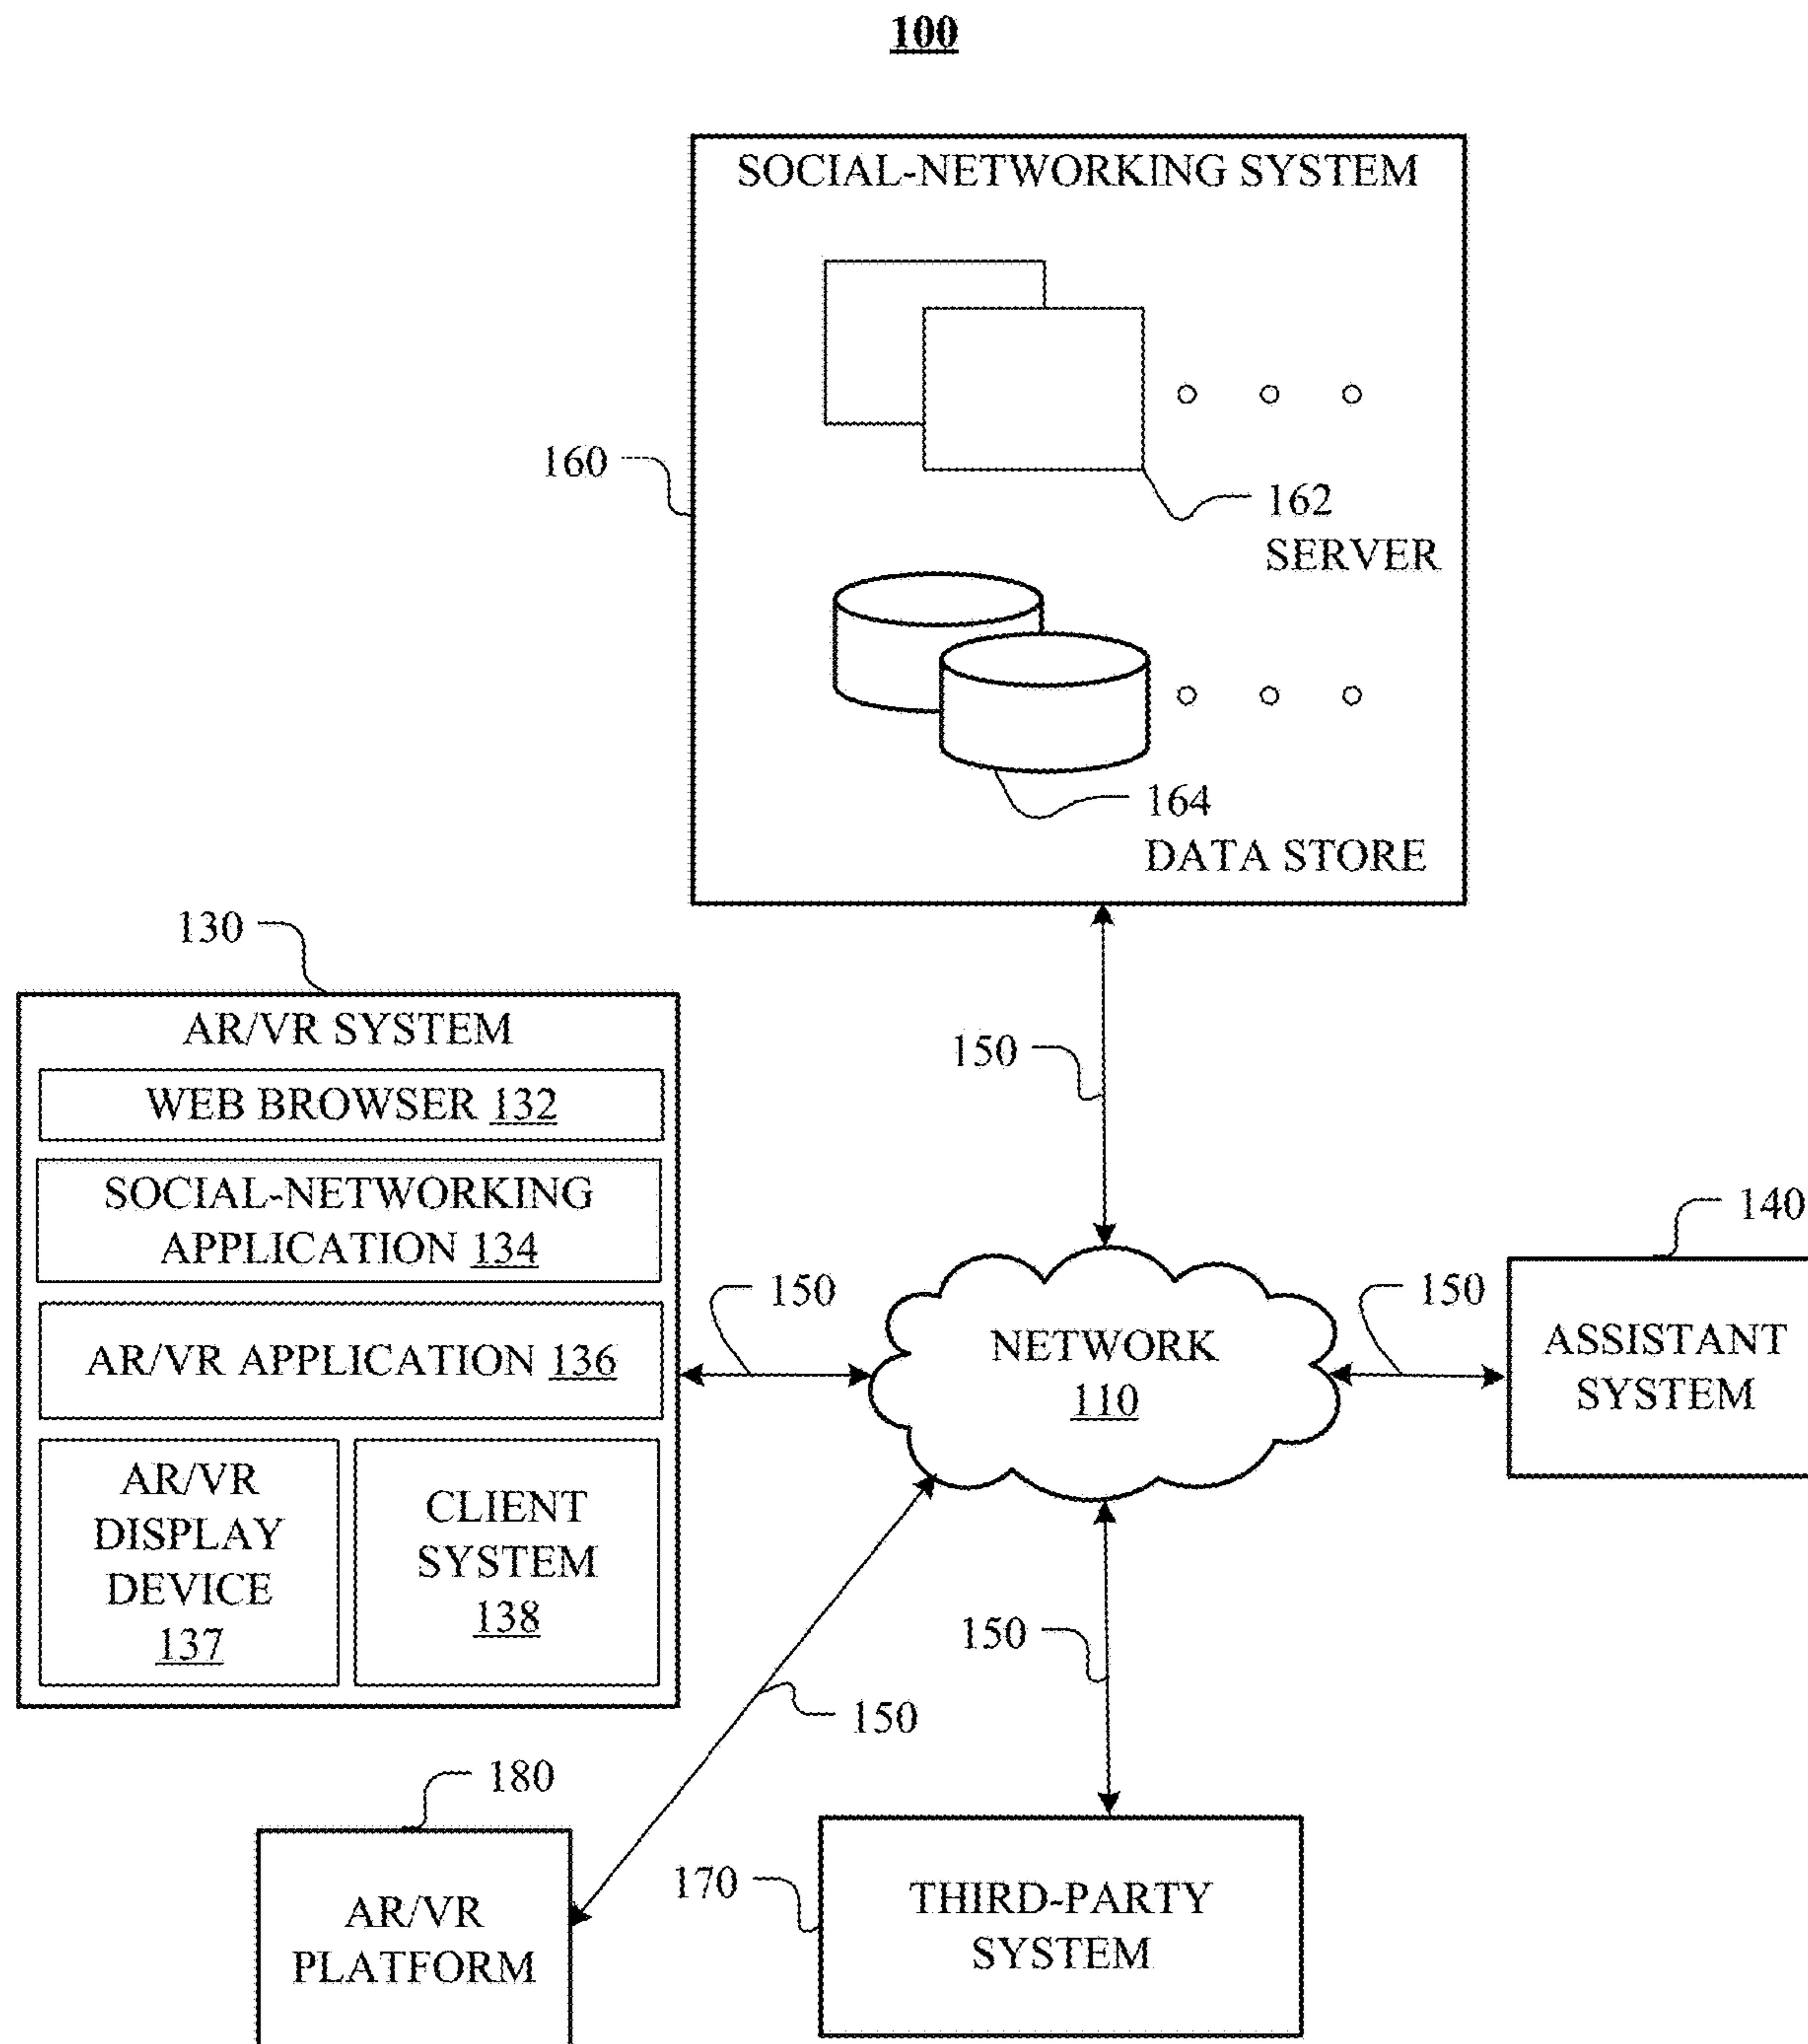 100
SOCIAL-NETWORKING SYSTEM
160
162
SERVER
164
DATA STORE
130
AR/VR SYSTEM
WEB BROWSER 132
SOCIAL-NETWORKING
APPLICATION 134
AR/VR APPLICATION 136
AR/VR
DISPLAY
DEVICE
137
CLIENT
SYSTEM
138
150
150
NETWORK
110
150
140
ASSISTANT
SYSTEM
150
150
180
AR/VR
PLATFORM
170
THIRD-PARTY
SYSTEM